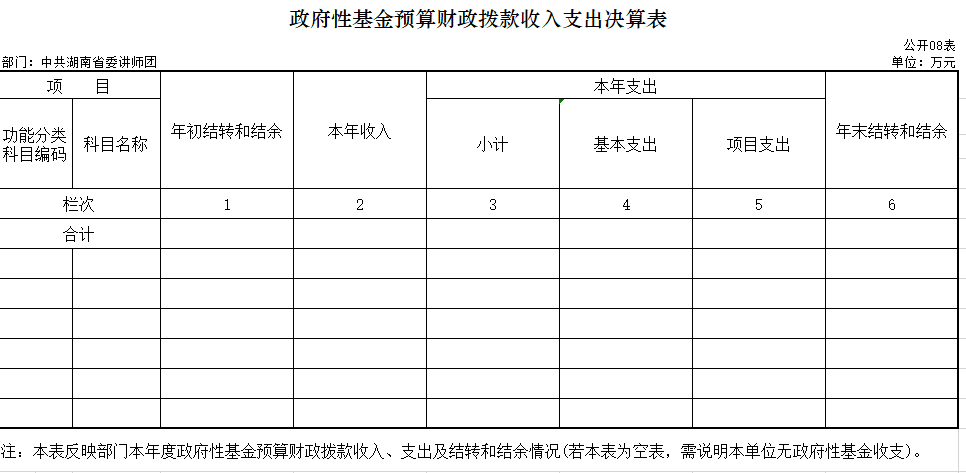 政府性基金预算财政拨款收入支出决算表
公开08表
部门：中共湖南省委讲师团
单位：万元
项 目
年初结转和结余
本年收入
本年支出
年末结转和结余
功能分类
科目编码
科目名称
小计
基本支出
项目支出
栏次 1 2 3 4 5 6
合计
注：本表反映部门本年度政府性基金预算财政拨款收入、支出及结转和结余情况(若本表为空表，需说明本单位无政府性基金收支)。